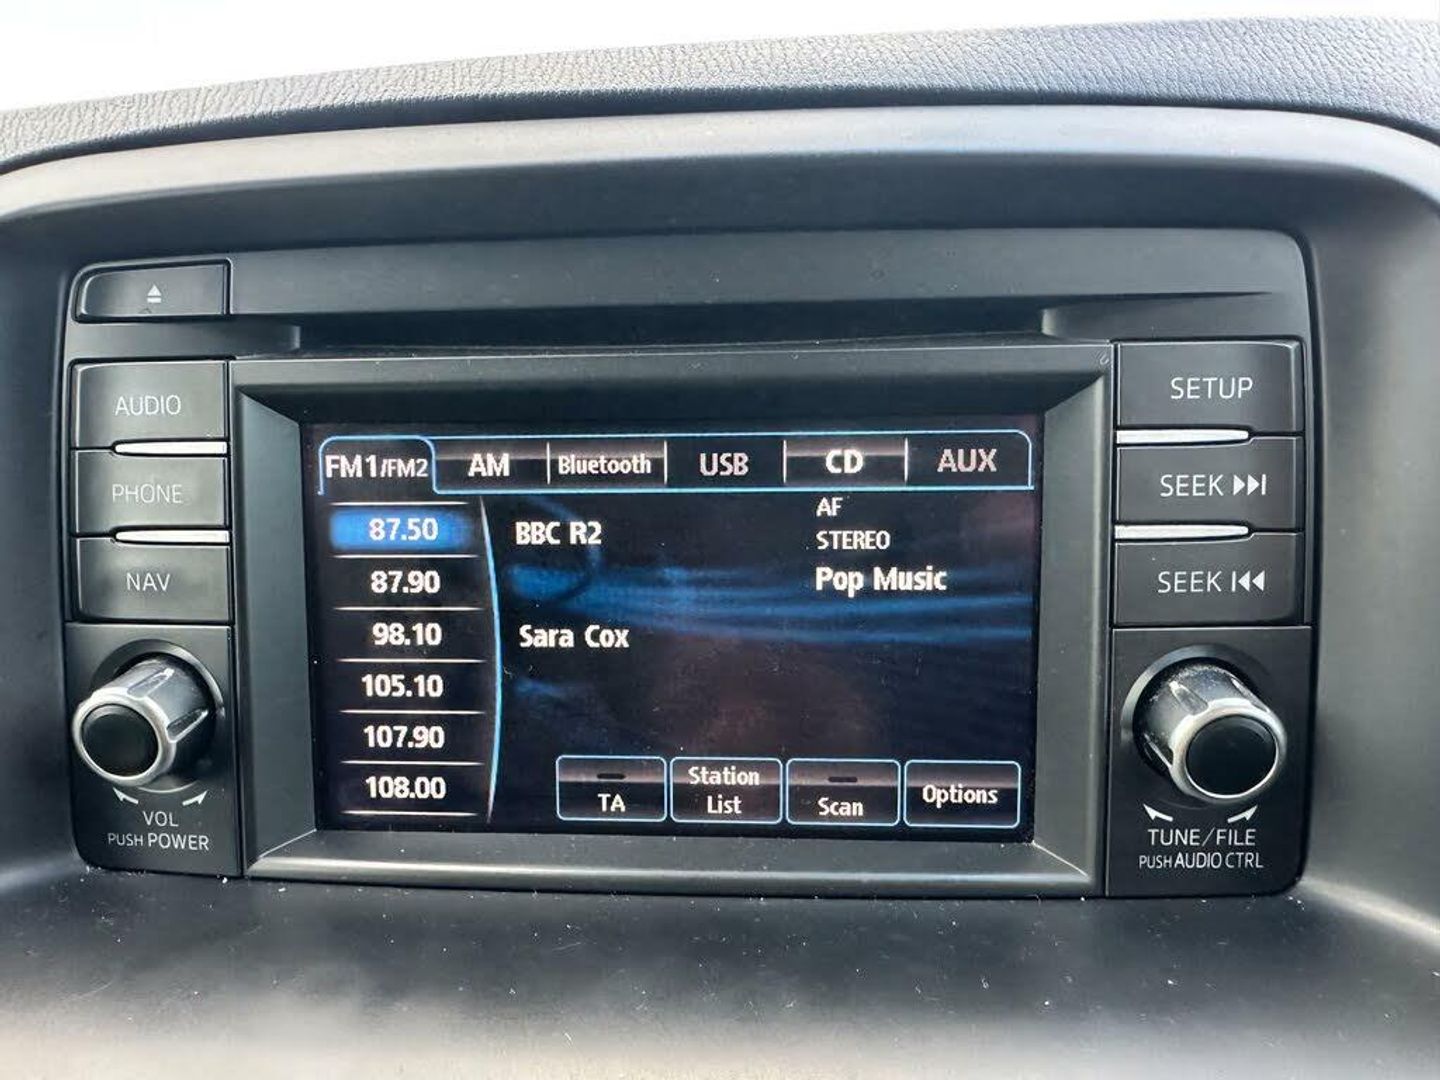 AUDIO
PHONE
NAV
VOL
PUSH POWER
FM1/FM2 AM Bluetooth USB CD AUX
87.50
87.90
98.10
105.10
107.90
108.00
BBC R2
AF
STEREO
Pop Music
Sara Cox
TA
Station
List
Scan
Options
SETUP
SEEK
SEEK
TUNE/FILE
PUSH AUDIO CTRL